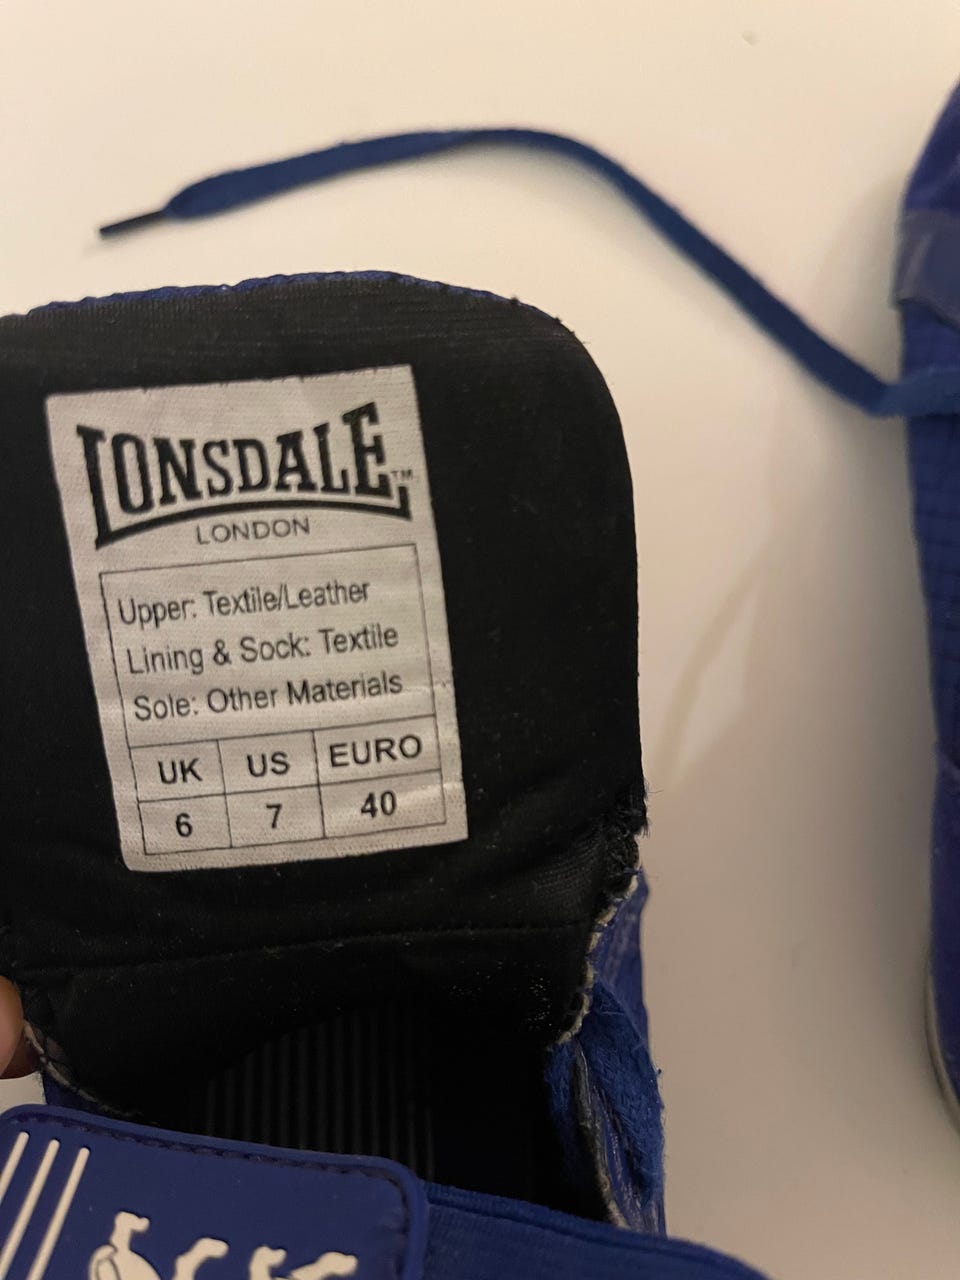 LONSDALE™
LONDON
Upper: Textile/Leather
Lining & Sock: Textile
Sole: Other Materials
UK US EURO
6 7 40